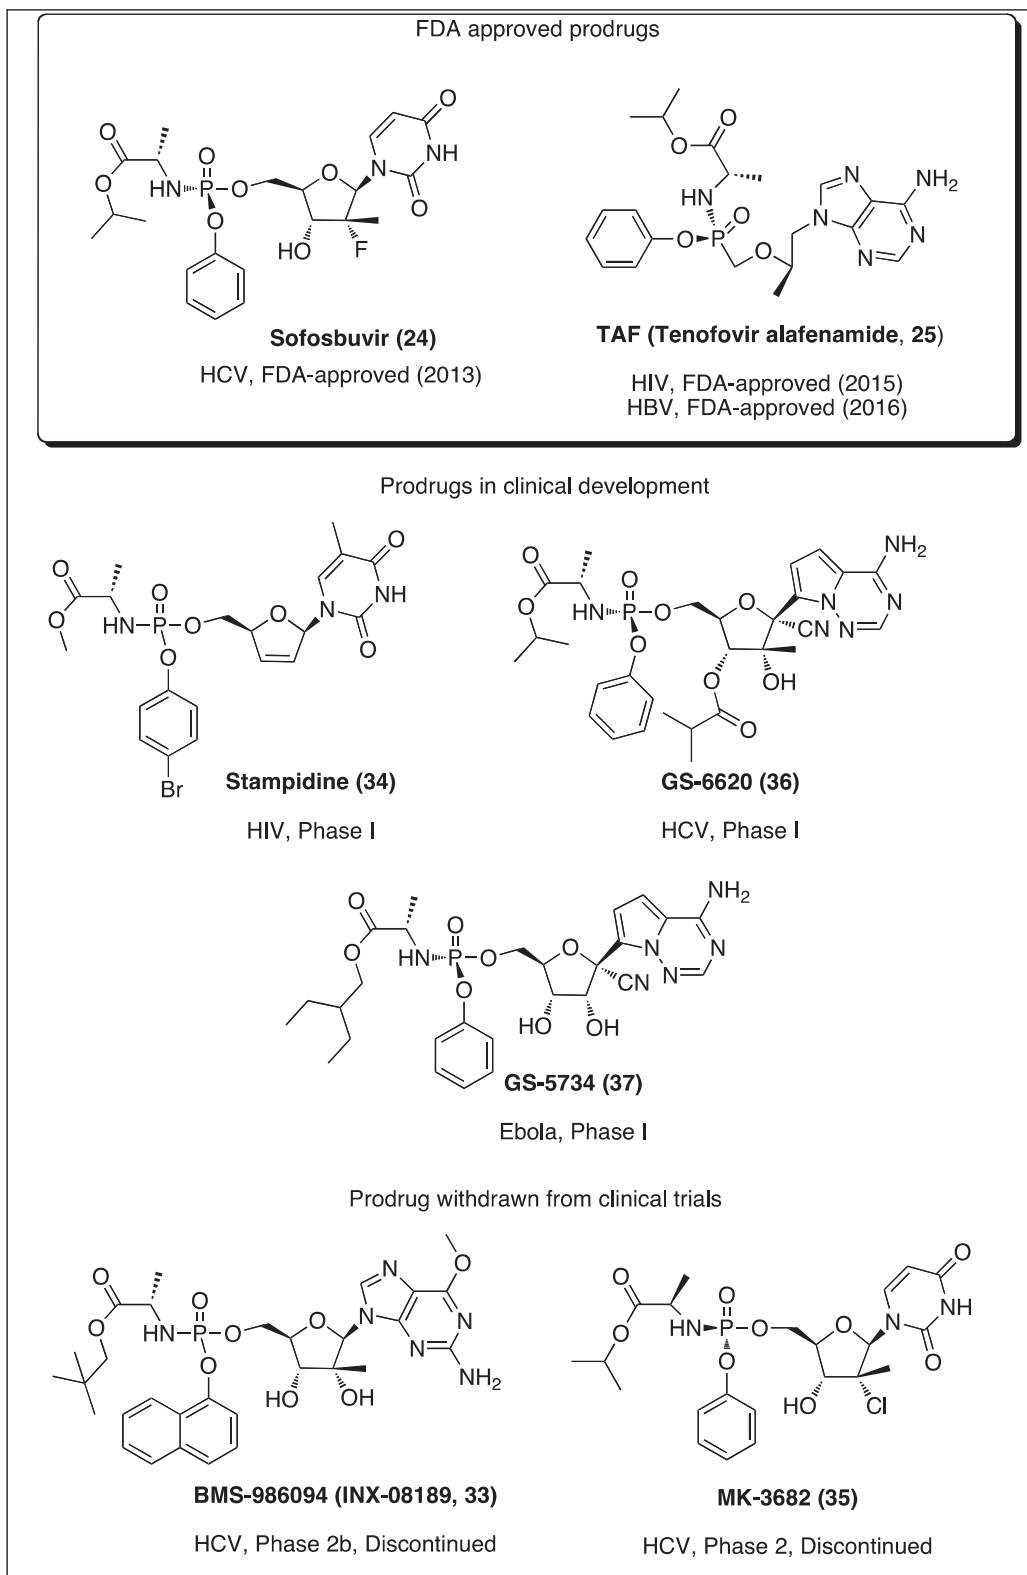 FDA approved prodrugs
O
O
HN
O
P
O
O
O
N
NH
O
O
HO
F
Sofosbuvir (24)
HCV, FDA-approved (2013)
O
O
HN
O
P
O
O
N
N
N
N
NH2
TAF (Tenofovir alafenamide, 25)
HIV, FDA-approved (2015)
HBV, FDA-approved (2016)
Prodrugs in clinical development
O
O
HN
O
P
O
O
O
N
NH
O
O
Br
Stampidine (34)
HIV, Phase I
O
O
HN
O
P
O
O
O
CN
OH
O
O
N
N
N
NH2
GS-6620 (36)
HCV, Phase I
O
O
HN
O
P
O
O
O
CN
HO
OH
N
N
N
NH2
GS-5734 (37)
Ebola, Phase I
Prodrug withdrawn from clinical trials
O
O
HN
O
P
O
O
O
HO
OH
N
N
N
N
O
NH2
BMS-986094 (INX-08189, 33)
HCV, Phase 2b, Discontinued
O
O
HN
O
P
O
O
O
HO
Cl
N
NH
O
O
MK-3682 (35)
HCV, Phase 2, Discontinued